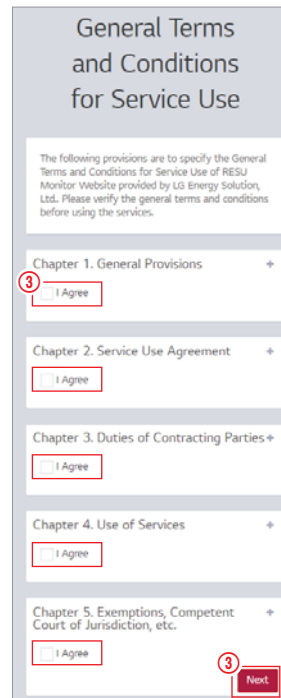 General Terms
and Conditions
for Service Use
The following provisions are to specify the General
Terms and Conditions for Service Use of RESU
Monitor Website provided by LG Energy Solution,
Ltd.. Please verify the general terms and conditions
before using the services.
Chapter 1. General Provisions +
③
I Agree
Chapter 2. Service Use Agreement +
I Agree
Chapter 3. Duties of Contracting Parties +
I Agree
Chapter 4. Use of Services +
I Agree
Chapter 5. Exemptions, Competent +
Court of Jurisdiction, etc.
I Agree
③
Next